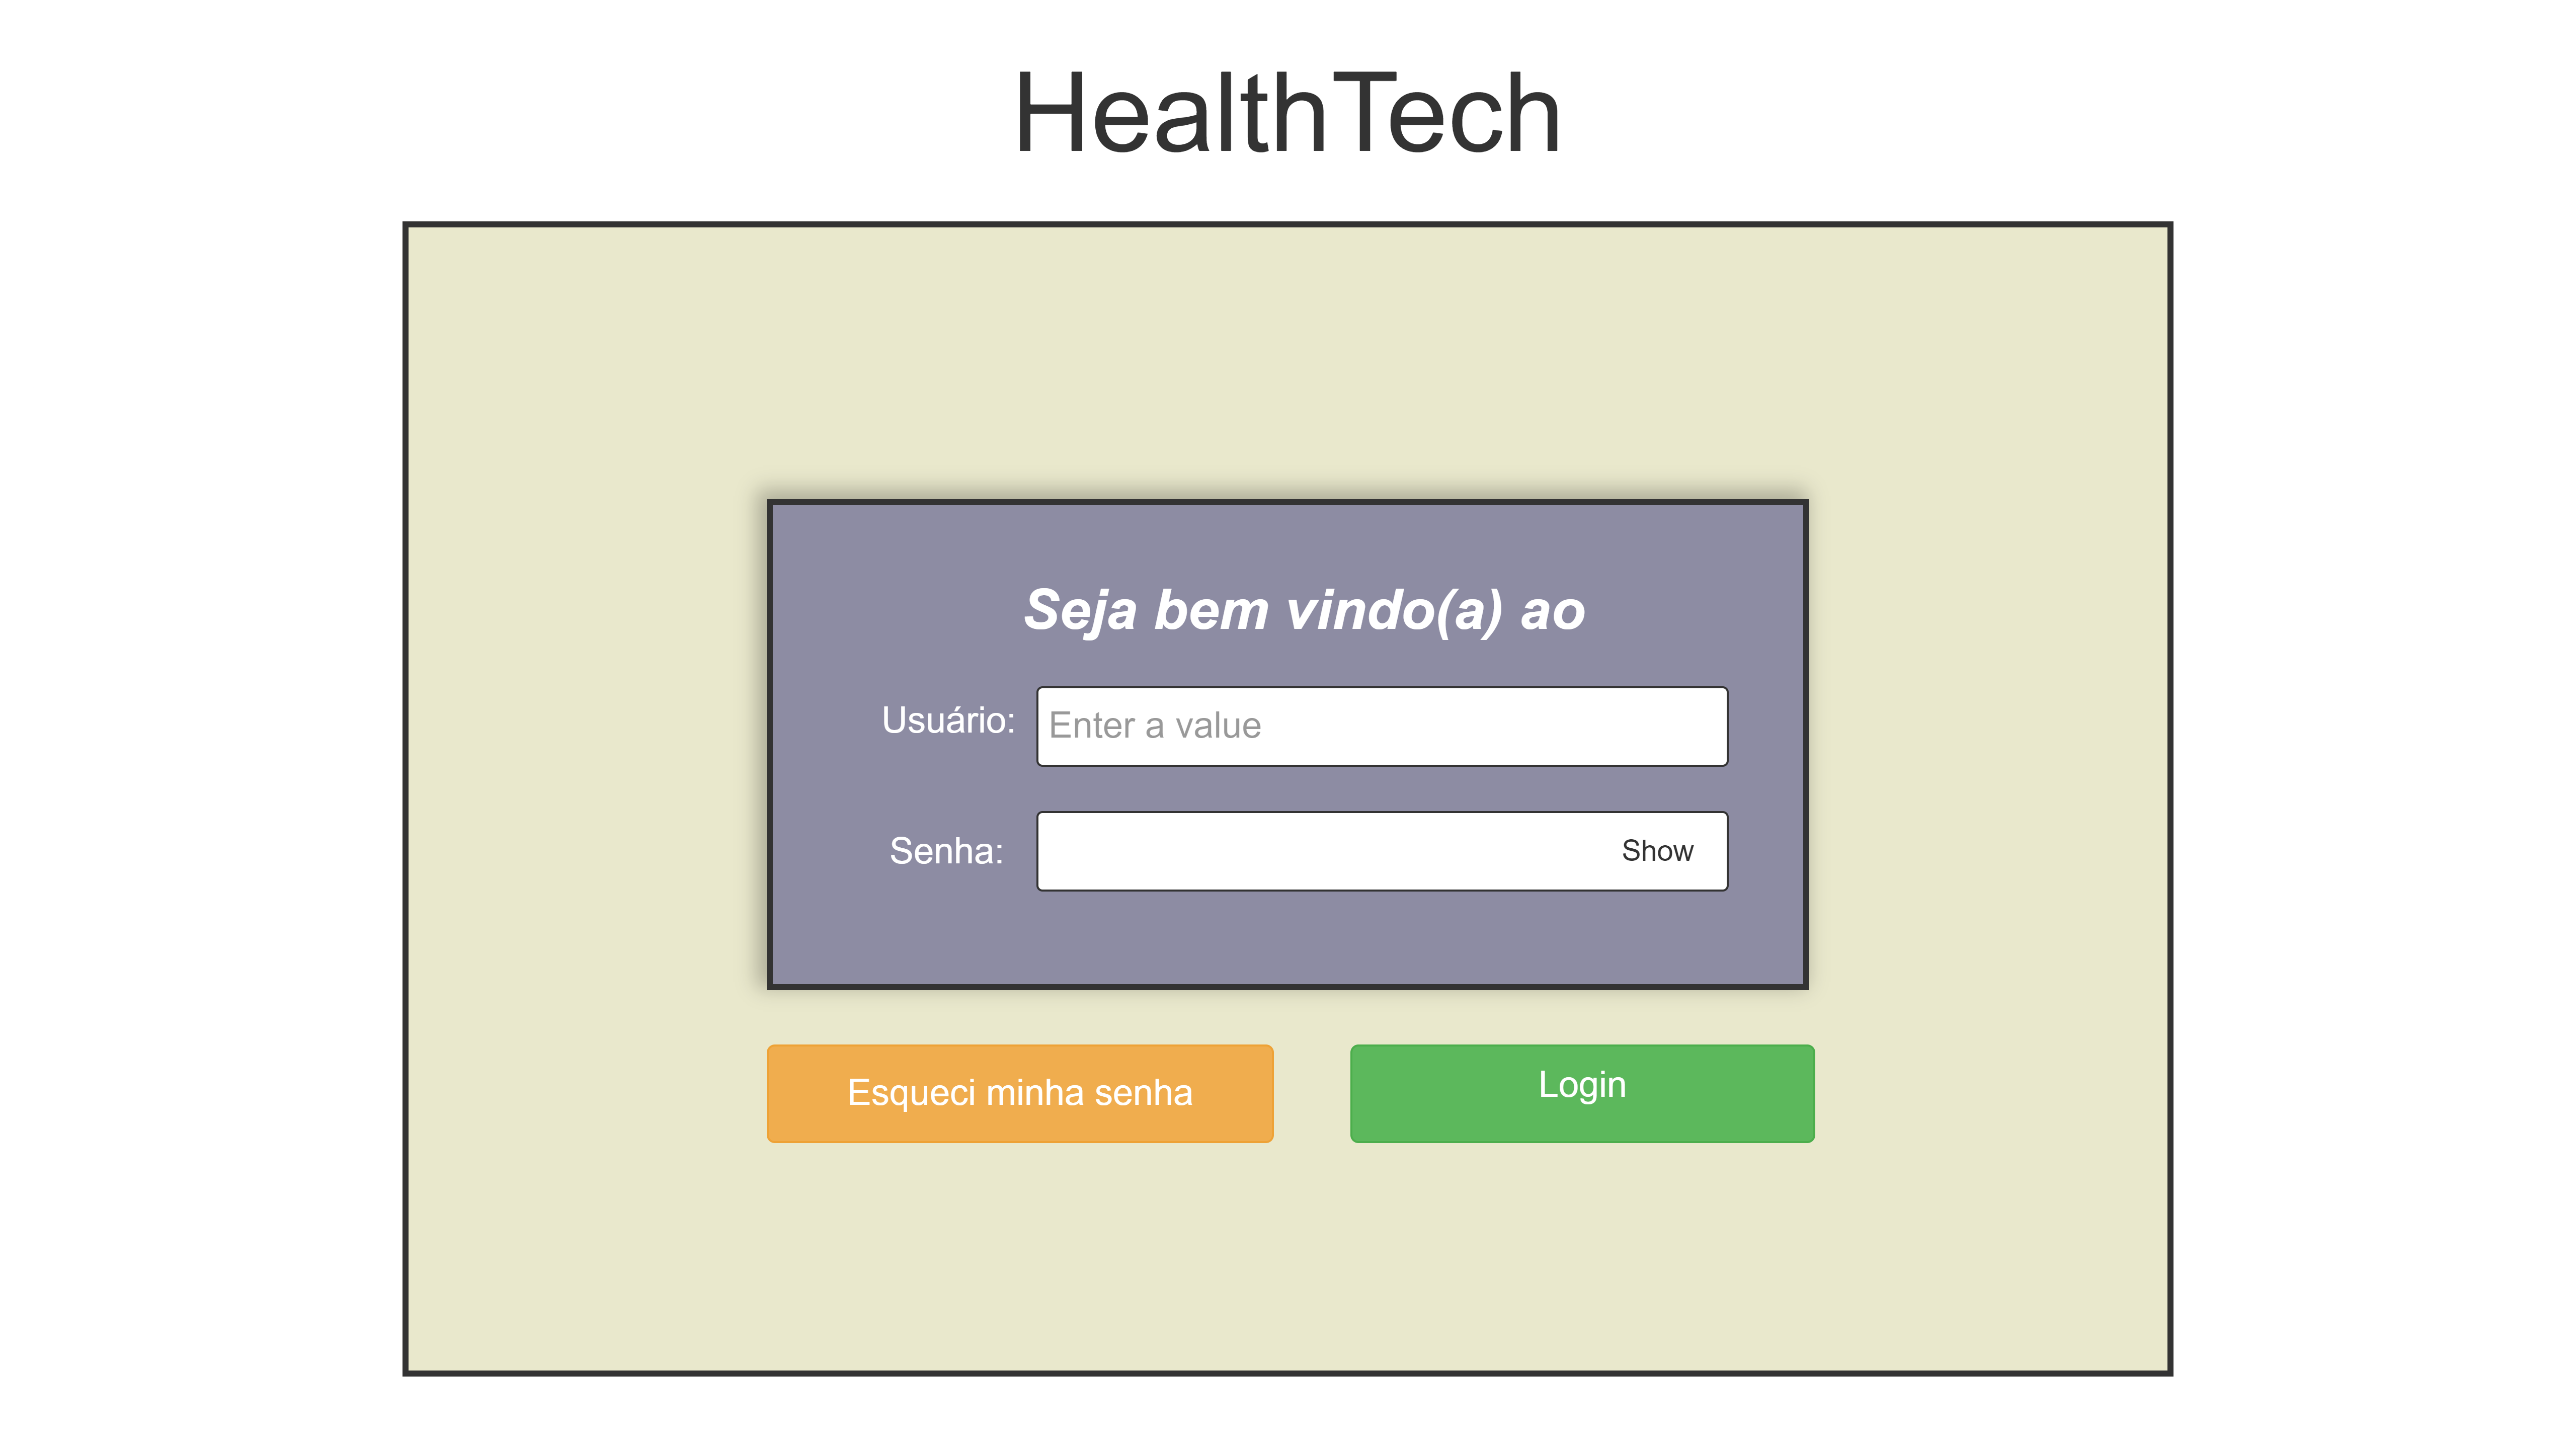 HealthTech
Seja bem vindo(a) ao
Usuário: Enter a value
Senha: Show
Esqueci minha senha
Login